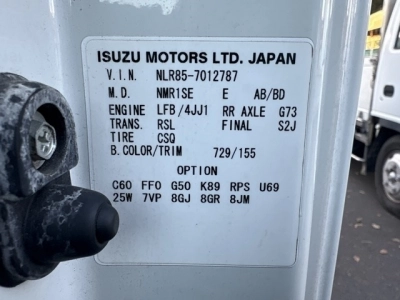 ISUZU MOTORS LTD. JAPAN
V.I.N. NLR85-7012787
M.D. NMR1SE E AB/BD
ENGINE LFB/4JJ1 RR AXLE G73
TRANS. RSL FINAL S2J
TIRE CSQ
B.COLOR/TRIM 729/155
OPTION
C60 FF0 G50 K89 RPS U69
25W 7VP 8GJ 8GR 8JM